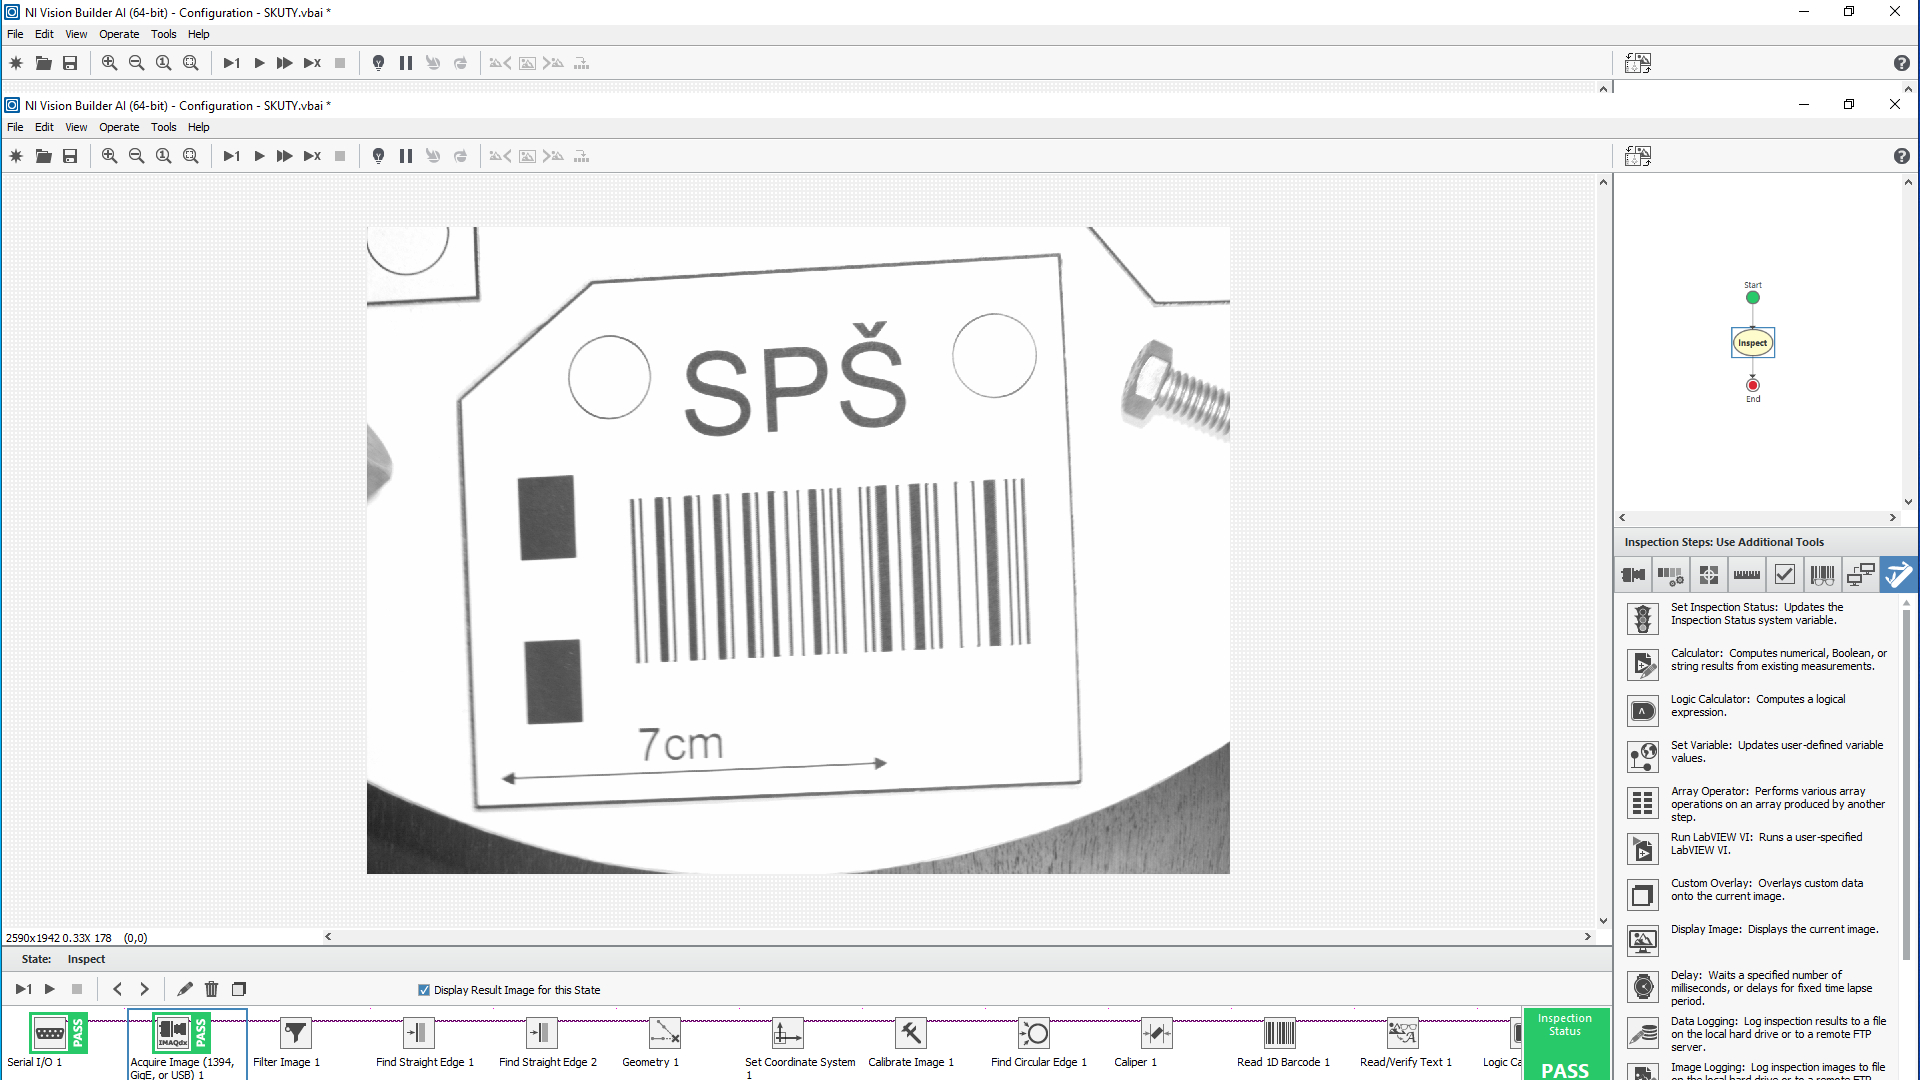 NI Vision Builder AI (64-bit) - Configuration - SKUTY.vbai *
File Edit View Operate Tools Help
NI Vision Builder AI (64-bit) - Configuration - SKUTY.vbai *
File Edit View Operate Tools Help
SPŠ
7cm
Start
Inspect
End
Inspection Steps: Use Additional Tools
Set Inspection Status: Updates the
Inspection Status system variable.
Calculator: Computes numerical, Boolean, or
string results from existing measurements.
Logic Calculator: Computes a logical
expression.
Set Variable: Updates user-defined variable
values.
Array Operator: Performs various array
operations on an array produced by another
step.
Run LabVIEW VI: Runs a user-specified
LabVIEW VI.
Custom Overlay: Overlays custom data
onto the current image.
Display Image: Displays the current image.
Delay: Waits a specified number of
milliseconds, or delays for fixed time lapse
period.
Data Logging: Log inspection results to a file
on the local hard drive or to a remote FTP
server.
Image Logging: Log inspection images to file
2590x1942 0.33X 178 (0,0)
State: Inspect
Display Result Image for this State
PASS
IMAQdx
PASS
Serial I/O 1
Acquire Image (1394,
GigE, or USB) 1
Filter Image 1
Find Straight Edge 1
Find Straight Edge 2
Geometry 1
Set Coordinate System
1
Calibrate Image 1
Find Circular Edge 1
Caliper 1
Read 1D Barcode 1
Read/Verify Text 1
Logic Ca
Inspection
Status
PASS